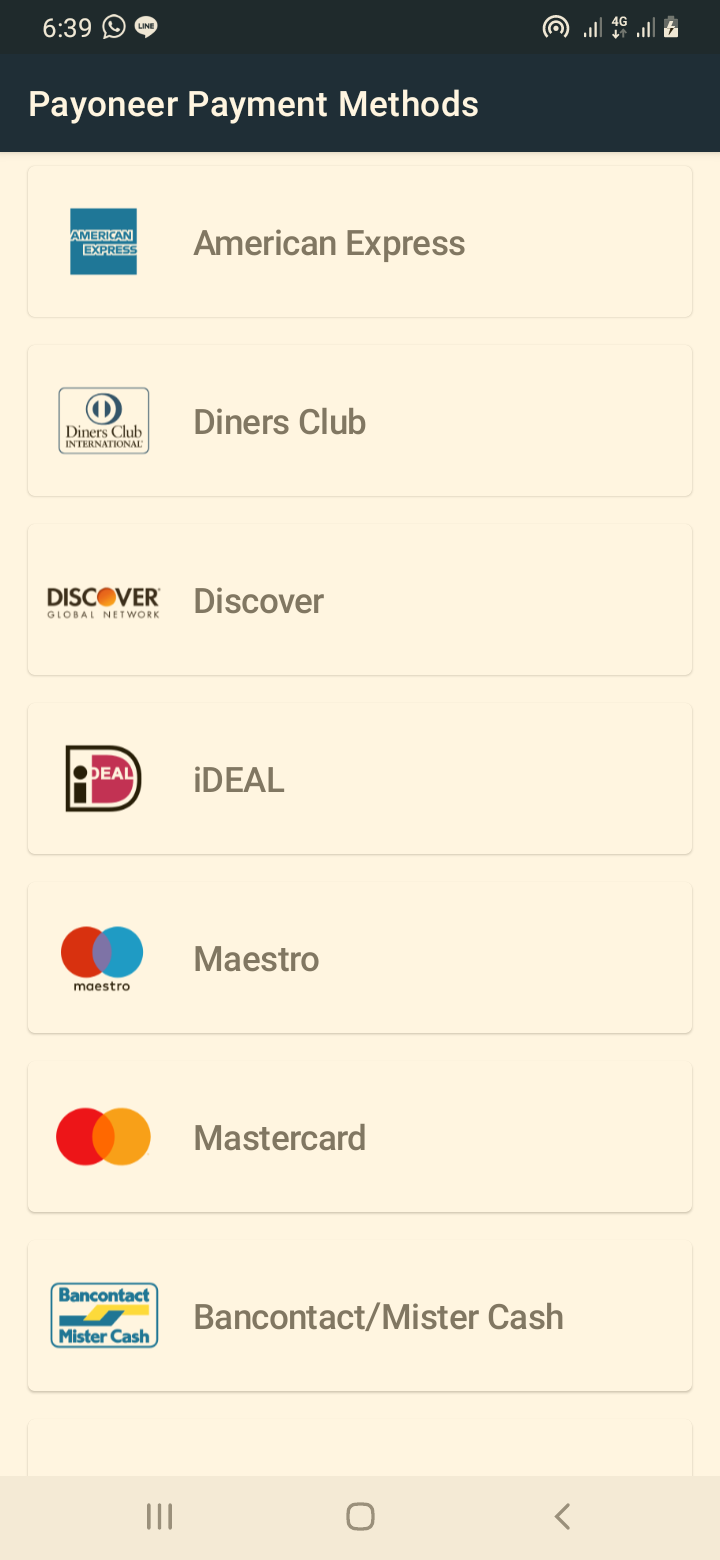 6:39 LINE 4G
Payoneer Payment Methods
AMERICAN
EXPRESS
American Express
Diners Club
INTERNATIONAL
Diners Club
DISCOVER
GLOBAL NETWORK
Discover
iDEAL
iDEAL
maestro
Maestro
Mastercard
Bancontact
Mister Cash
Bancontact/Mister Cash